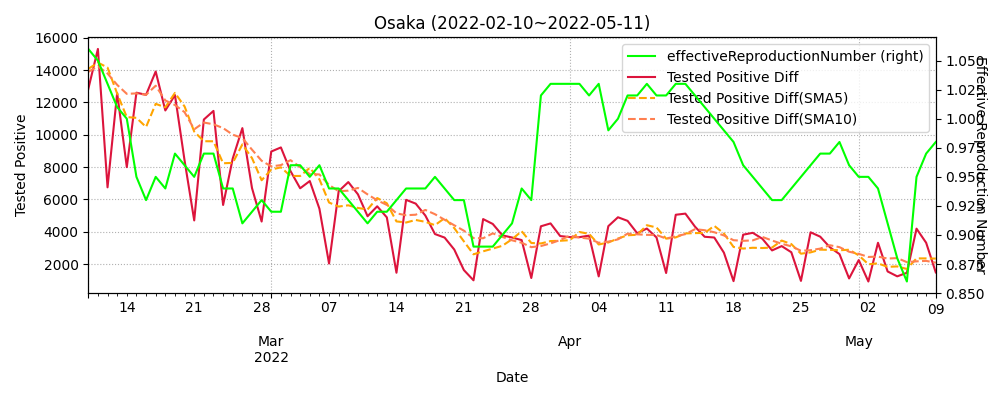 Osaka (2022-02-10~2022-05-11)
effectiveReproductionNumber (right)
Tested Positive Diff
Tested Positive Diff(SMA5)
Tested Positive Diff(SMA10)
Tested Positive
16000
14000
12000
10000
8000
6000
4000
2000
1.050
1.025
1.000
0.975
0.950
0.925
0.900
0.875
0.850
effectiveReproduction Number
14 21 28 07 14 21 28 04 11 18 25 02 09
Mar Apr May
2022
Date